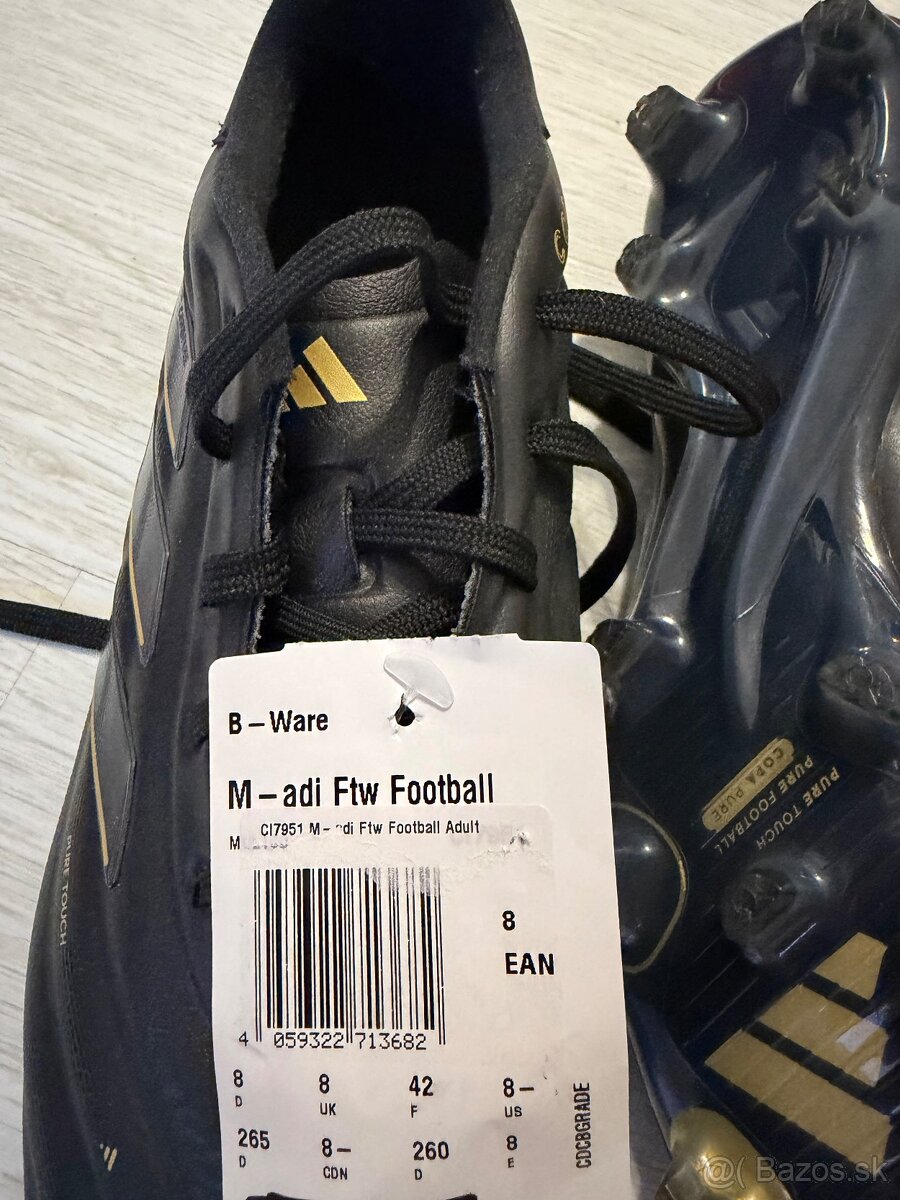 B – Ware
M – adi Ftw Football
CI7951 M – adi Ftw Football Adult
M
8
EAN
4 059322 713682
8 8 42 8–
D UK F US
265 8– 260 8
D CDN D E
CDCBGRADE
PURE TOUCH
COPA PURE
PURE FOOTBALL
PURE TOUCH
@( Bazos.sk